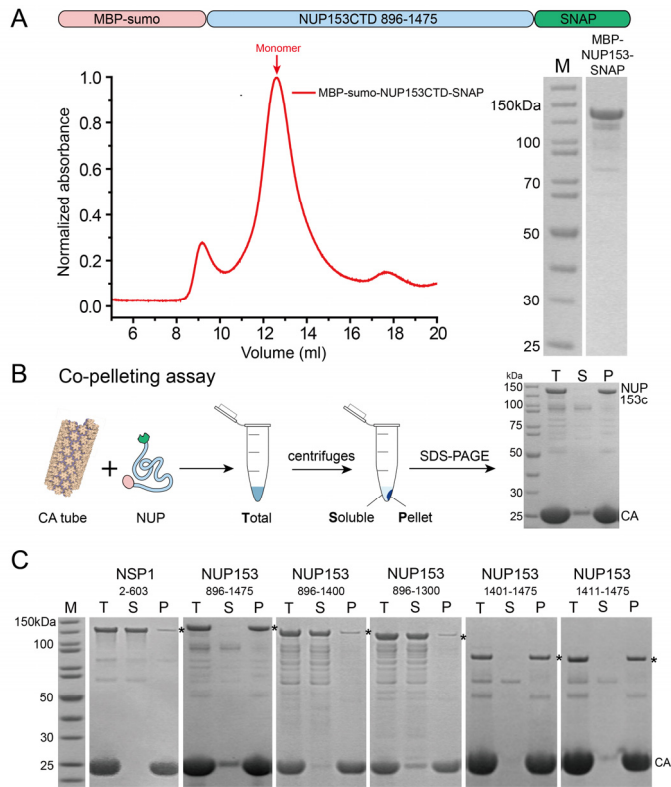 A
MBP-sumo NUP153CTD 896-1475 SNAP
Monomer
MBP-sumo-NUP153CTD-SNAP
Normalized absorbance
1.0
0.8
0.6
0.4
0.2
0.0
6 8 10 12 14 16 18 20
Volume (ml)
MBP-
NUP153-
SNAP
M
150kDa
100
70
50
30
25
B Co-pelleting assay
CA tube
+
NUP
Total
centrifuges
Soluble Pellet
SDS-PAGE
kDa T S P
150
100
75
50
30
25
NUP
153c
CA
C
NSP1 NUP153 NUP153 NUP153 NUP153 NUP153
2-603 896-1475 896-1400 896-1300 1401-1475 1411-1475
M T S P T S P T S P T S P T S P T S P
150kDa
100
50
30
25
* * * * * *
CA